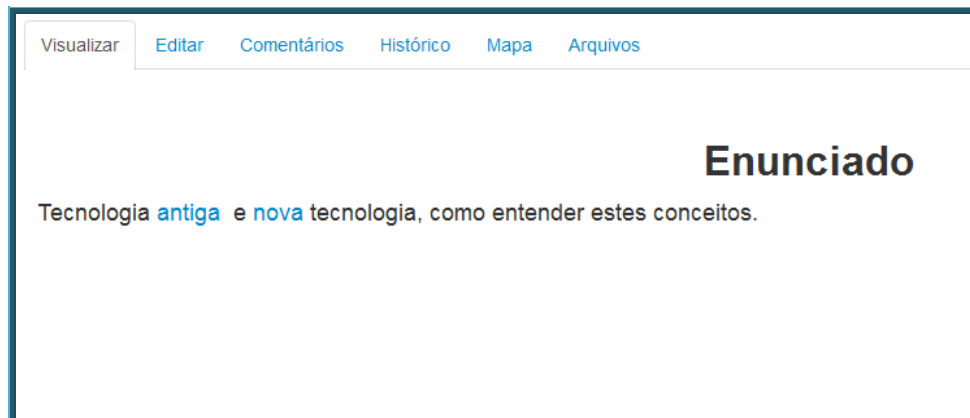 Visualizar Editar Comentários Histórico Mapa Arquivos
Enunciado
Tecnologia antiga e nova tecnologia, como entender estes conceitos.